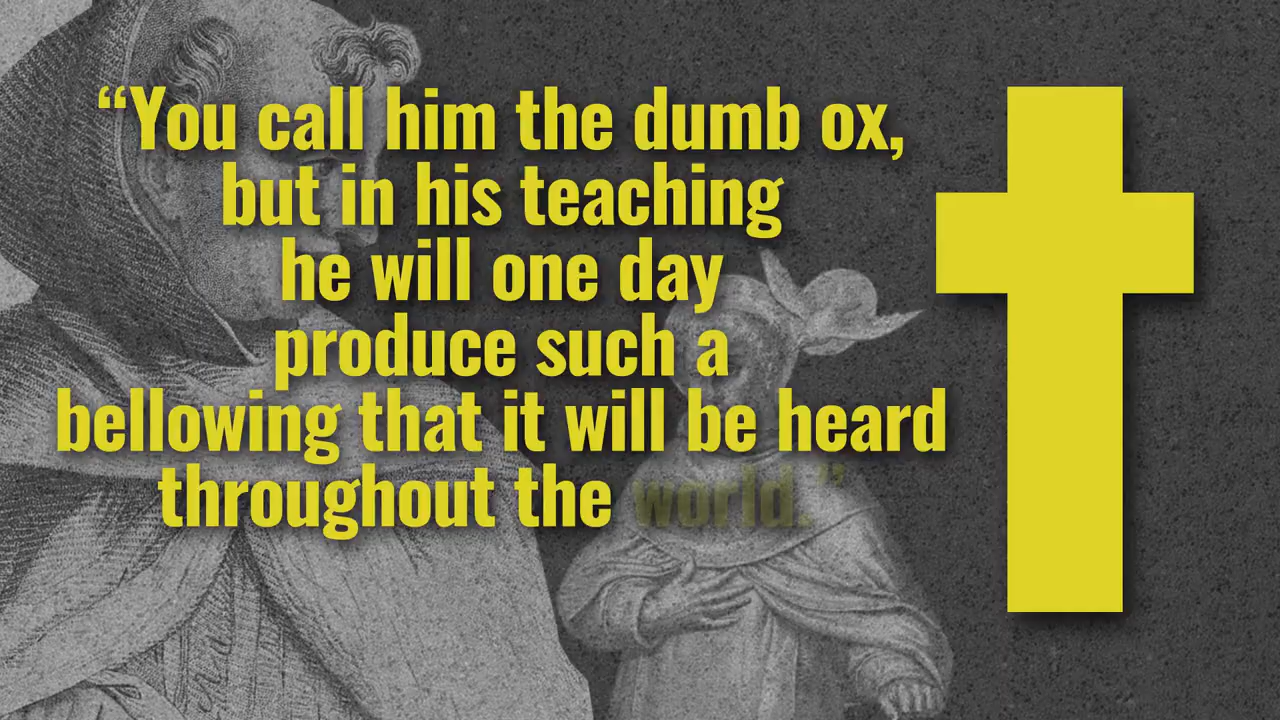 “You call him the dumb ox,
but in his teaching
he will one day
produce such a
bellowing that it will be heard
throughout the world.”